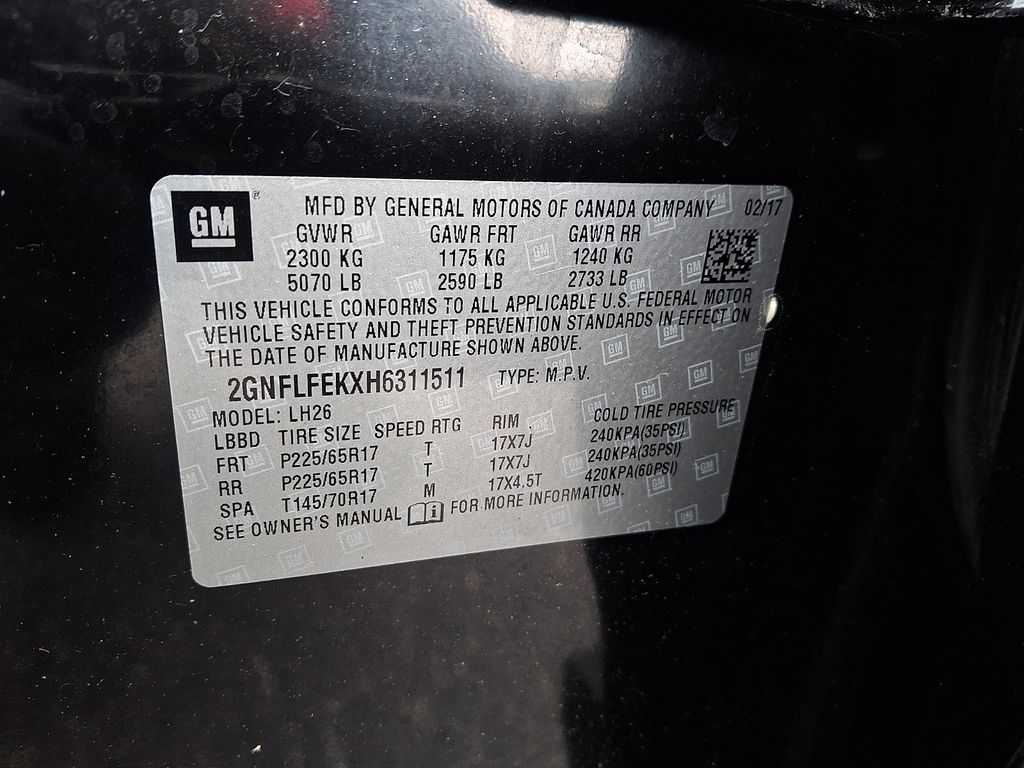 GM ® MFD BY GENERAL MOTORS OF CANADA COMPANY 02/17
GVWR GAWR FRT GAWR RR
2300 KG 1175 KG 1240 KG
5070 LB 2590 LB 2733 LB
THIS VEHICLE CONFORMS TO ALL APPLICABLE U.S. FEDERAL MOTOR
VEHICLE SAFETY AND THEFT PREVENTION STANDARDS IN EFFECT ON
THE DATE OF MANUFACTURE SHOWN ABOVE.
2GNFLFEKXH6311511 TYPE: M.P.V.
MODEL: LH26
LBBD TIRE SIZE SPEED RTG RIM COLD TIRE PRESSURE
FRT P225/65R17 T 17X7J 240KPA(35PSI)
RR P225/65R17 T 17X7J 240KPA(35PSI)
SPA T145/70R17 M 17X4.5T 420KPA(60PSI)
SEE OWNER'S MANUAL i FOR MORE INFORMATION.